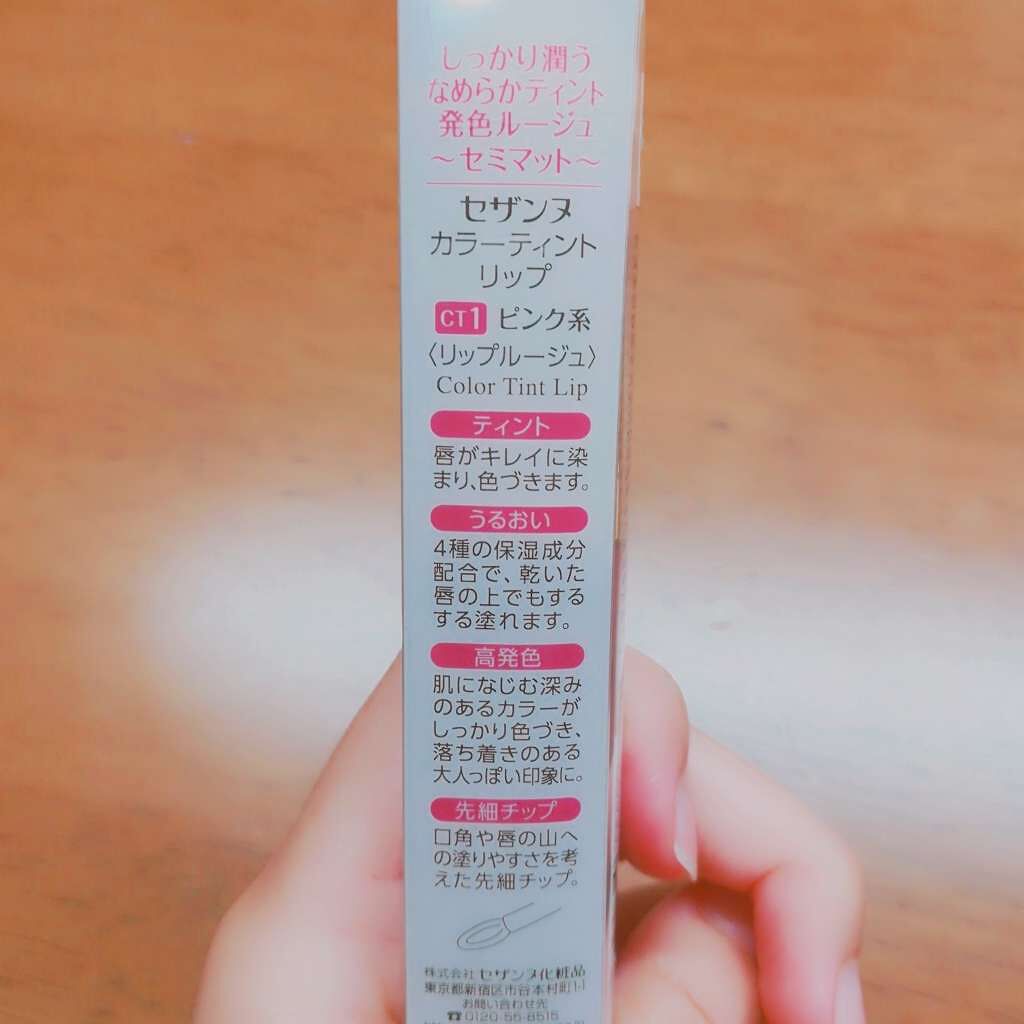 しっかり潤う
なめらかティント
発色ルージュ
～セミマット～
セザンヌ
カラーティント
リップ
CT1 ピンク系
〈リップルージュ〉
Color Tint Lip
ティント
唇がキレイに染
まり、色づきます。
うるおい
4種の保湿成分
配合で、乾いた
唇の上でもする
する塗れます。
高発色
肌になじむ深み
のあるカラーが
しっかり色づき、
落ち着きのある
大人っぽい印象に。
先細チップ
口角や唇の山へ
の塗りやすさを考
えた先細チップ。
株式会社 セザンヌ化粧品
東京都新宿区市谷本村町1-1
お問い合わせ先
☎0120-55-8515